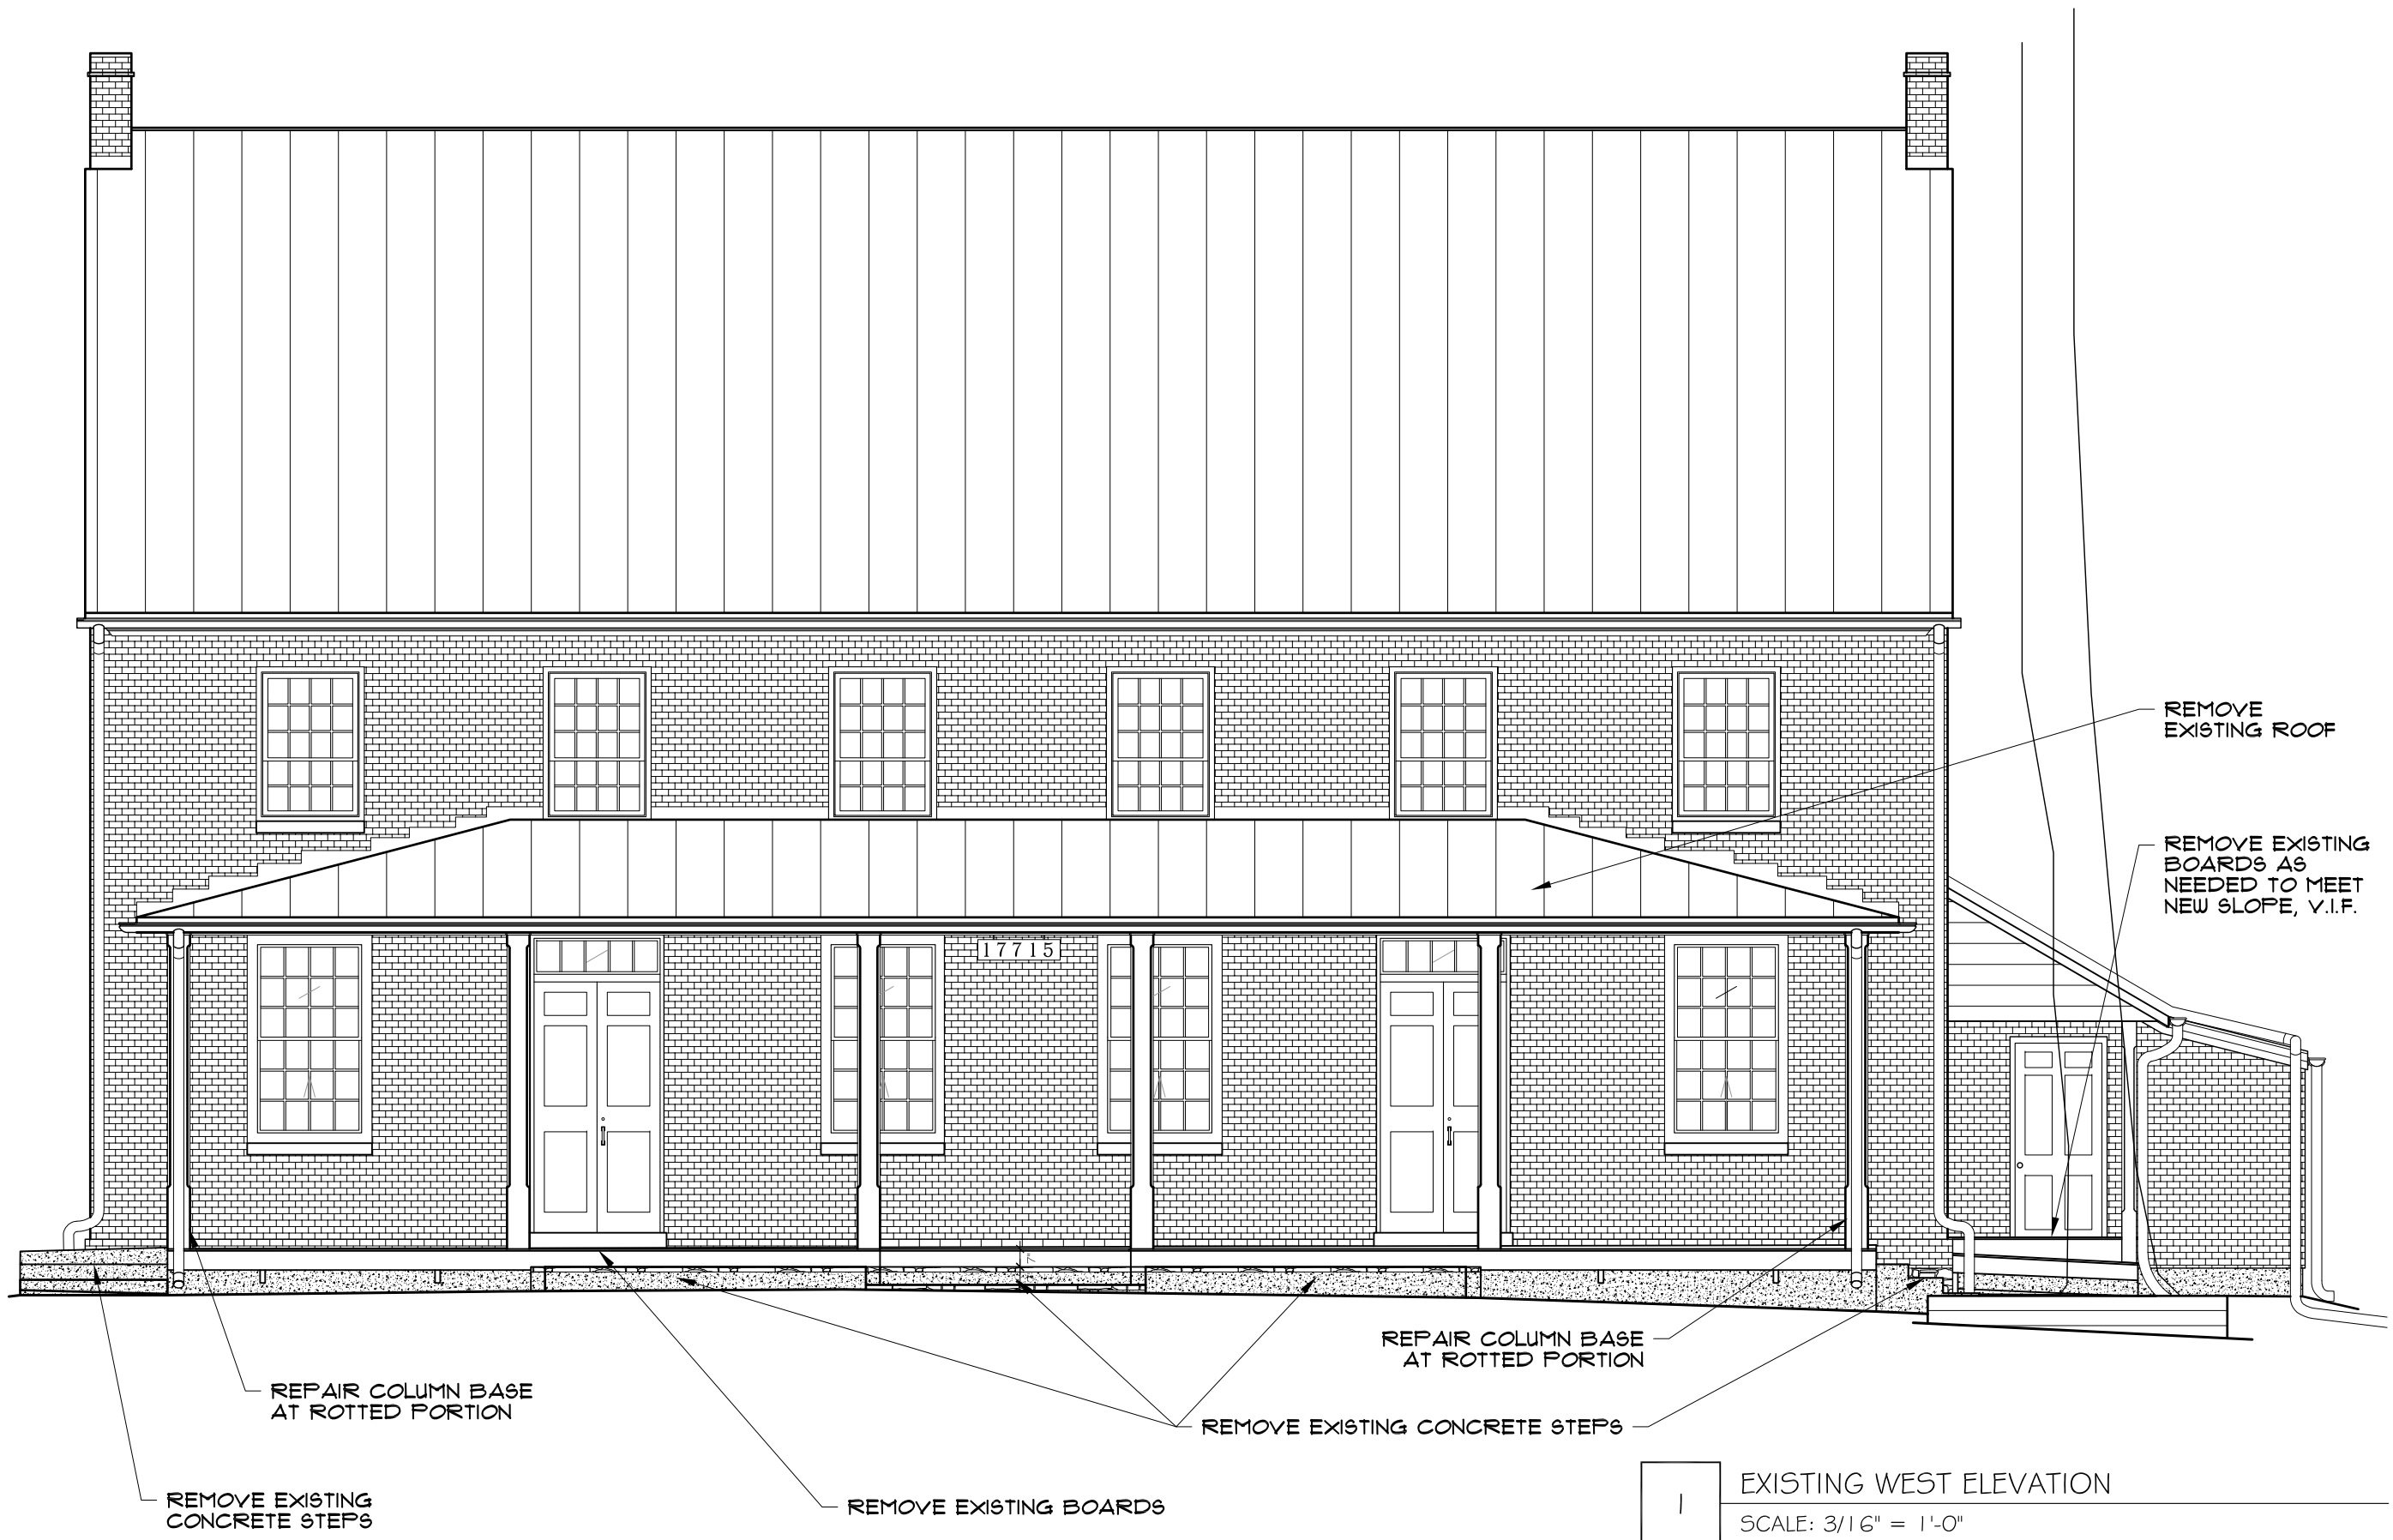 REMOVE
EXISTING ROOF
REMOVE EXISTING
BOARDS AS
NEEDED TO MEET
NEW SLOPE, V.I.F.
17715
7"
REPAIR COLUMN BASE
AT ROTTED PORTION
REPAIR COLUMN BASE
AT ROTTED PORTION
REMOVE EXISTING CONCRETE STEPS
REMOVE EXISTING
CONCRETE STEPS
REMOVE EXISTING BOARDS
1
EXISTING WEST ELEVATION
SCALE: 3/16" = 1'-0"